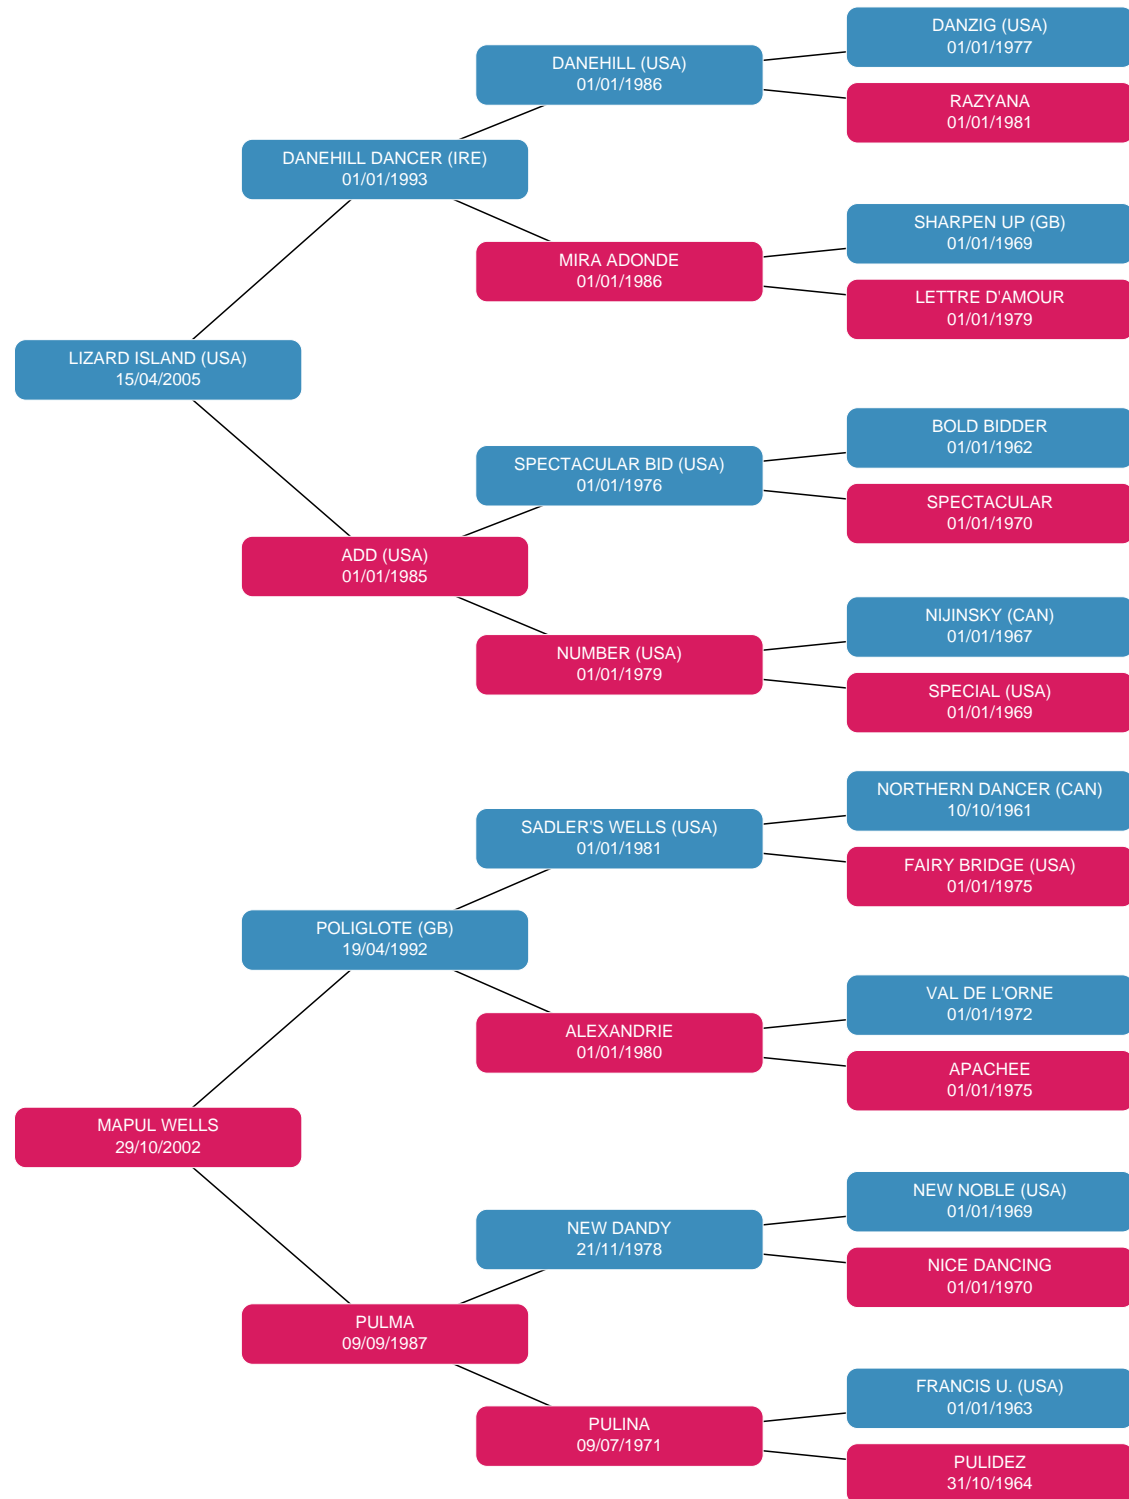 DANZIG (USA)
01/01/1977
DANEHILL (USA)
01/01/1986
RAZYANA
01/01/1981
DANEHILL DANCER (IRE)
01/01/1993
SHARPEN UP (GB)
01/01/1969
MIRA ADONDE
01/01/1986
LETTRE D'AMOUR
01/01/1979
LIZARD ISLAND (USA)
15/04/2005
BOLD BIDDER
01/01/1962
SPECTACULAR BID (USA)
01/01/1976
SPECTACULAR
01/01/1970
ADD (USA)
01/01/1985
NIJINSKY (CAN)
01/01/1967
NUMBER (USA)
01/01/1979
SPECIAL (USA)
01/01/1969
NORTHERN DANCER (CAN)
10/10/1961
SADLER'S WELLS (USA)
01/01/1981
FAIRY BRIDGE (USA)
01/01/1975
POLIGLOTE (GB)
19/04/1992
VAL DE L'ORNE
01/01/1972
ALEXANDRIE
01/01/1980
APACHEE
01/01/1975
MAPUL WELLS
29/10/2002
NEW NOBLE (USA)
01/01/1969
NEW DANDY
21/11/1978
NICE DANCING
01/01/1970
PULMA
09/09/1987
FRANCIS U. (USA)
01/01/1963
PULINA
09/07/1971
PULIDEZ
31/10/1964